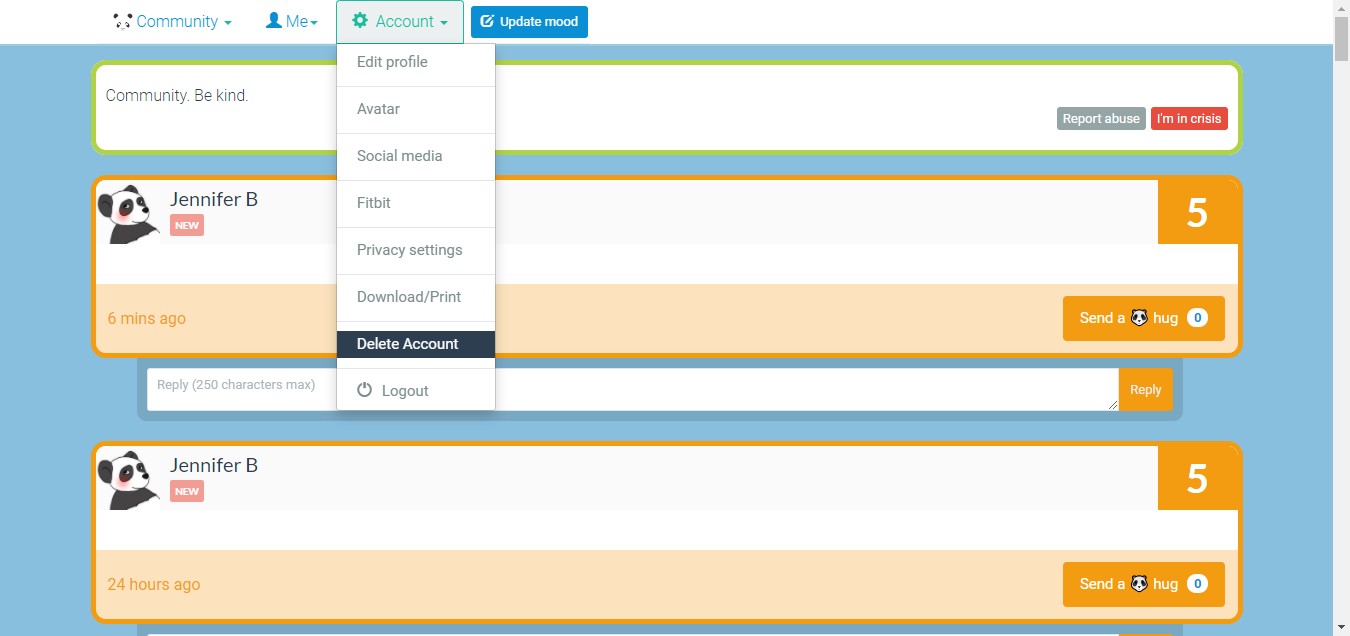 Community Me Account Update mood
Edit profile
Avatar
Social media
Fitbit
Privacy settings
Download/Print
Delete Account
Logout
Community. Be kind.
Report abuse I'm in crisis
Jennifer B
NEW
5
6 mins ago
Send a hug 0
Reply (250 characters max)
Reply
Jennifer B
NEW
5
24 hours ago
Send a hug 0